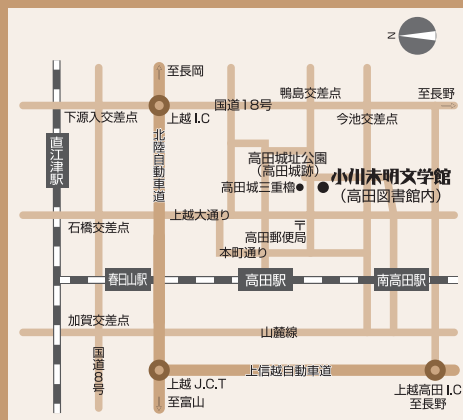 N
至長岡
鴨島交差点
至長野
国道18号
下源入交差点
上越 I.C
今池交差点
直江津駅
北陸自動車道
高田城址公園
(高田城跡)
高田城三重櫓
小川未明文学館
(高田図書館内)
上越大通り
石橋交差点
〒
高田郵便局
本町通り
春日山駅
高田駅
南高田駅
加賀交差点
山麓線
国道8号
上越 J.C.T
上信越自動車道
上越高田 I.C
至富山
至長野